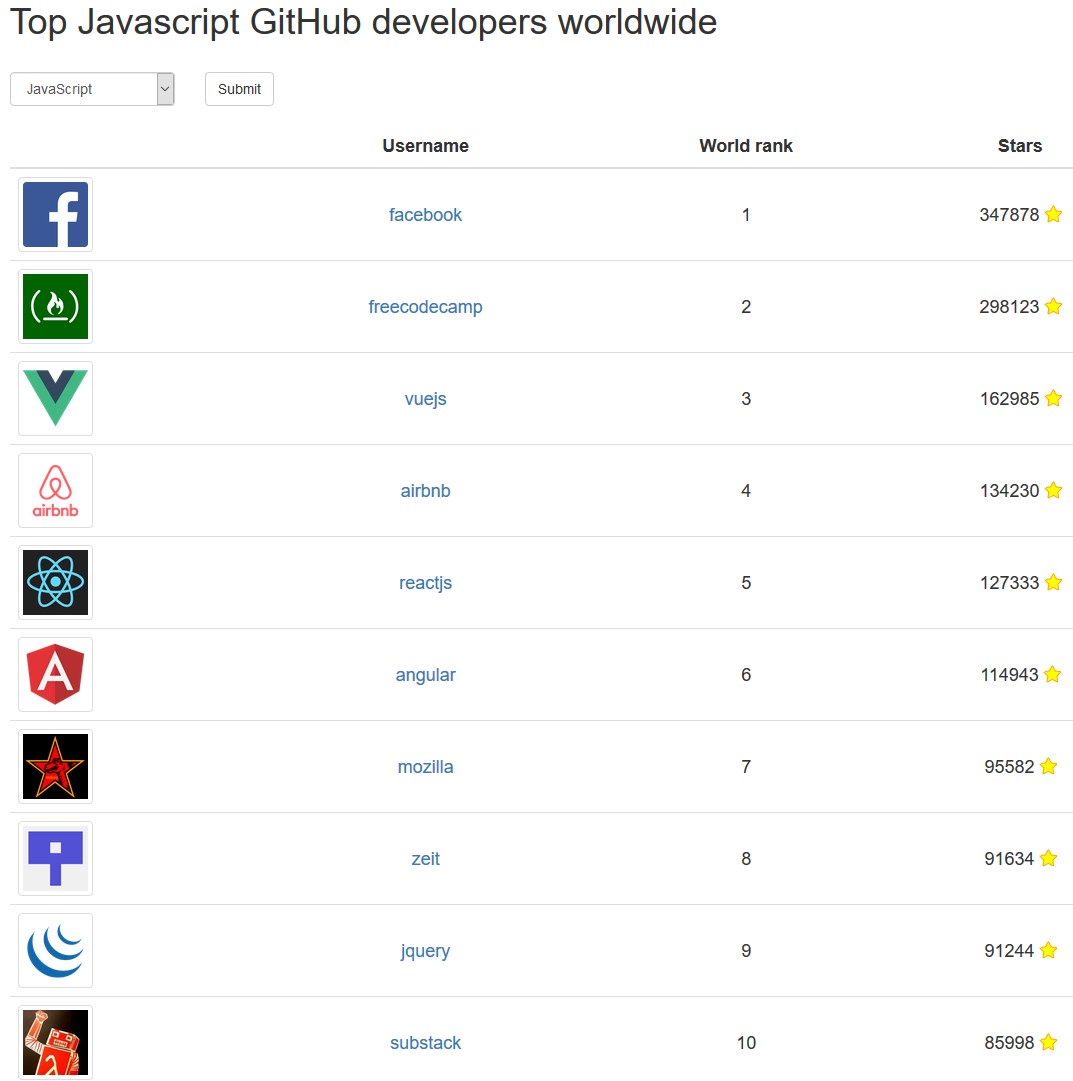 Top Javascript GitHub developers worldwide
JavaScript Submit
Username World rank Stars
facebook 1 347878
freecodecamp 2 298123
vuejs 3 162985
airbnb
airbnb 4 134230
reactjs 5 127333
angular 6 114943
mozilla 7 95582
zeit 8 91634
jquery 9 91244
substack 10 85998